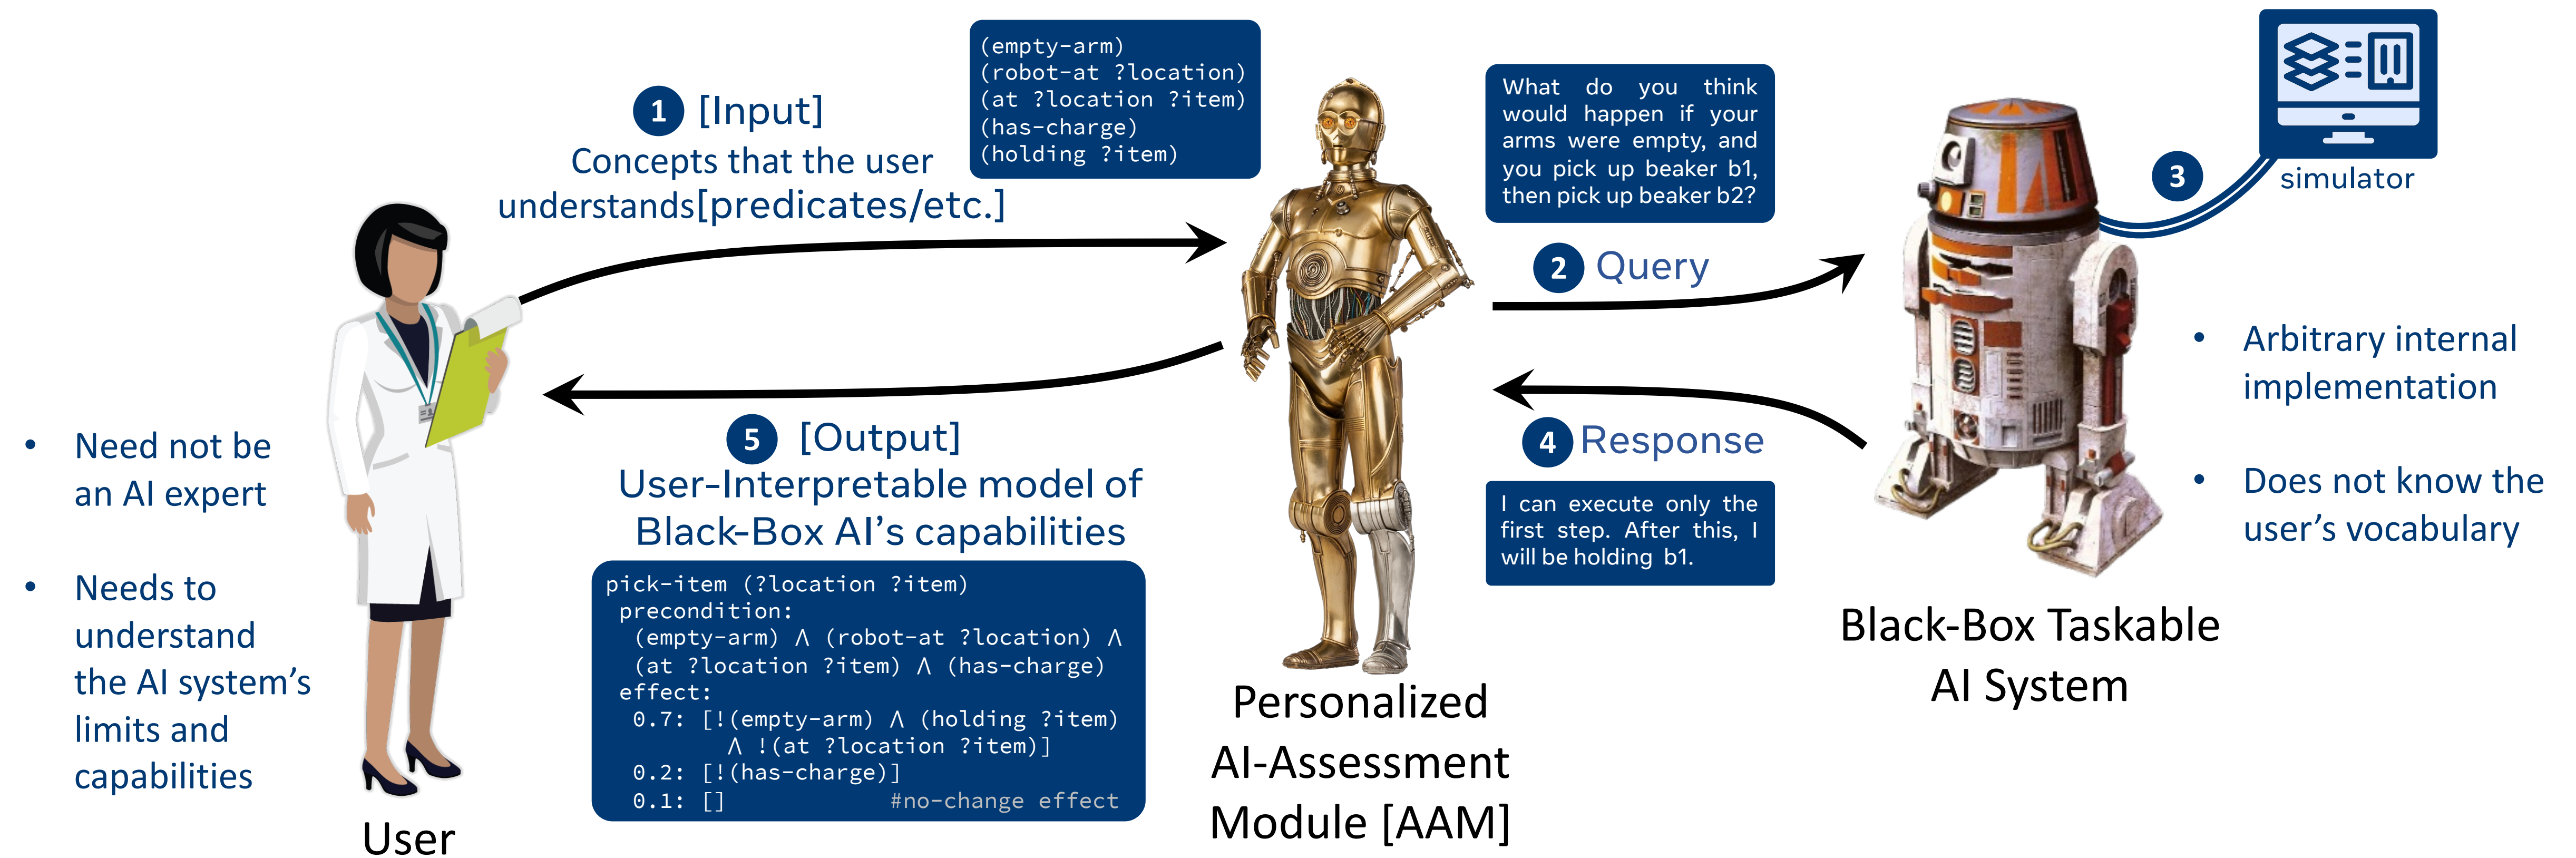 (empty-arm)
(robot-at ?location)
(at ?location ?item)
(has-charge)
(holding ?item)
1 [Input]
Concepts that the user
understands[predicates/etc.]
What do you think
would happen if your
arms were empty, and
you pick up beaker b1,
then pick up beaker b2?
2 Query
3
simulator
• Arbitrary internal
implementation
• Does not know the
user's vocabulary
4 Response
I can execute only the
first step. After this, I
will be holding b1.
5 [Output]
User-Interpretable model of
Black-Box AI's capabilities
pick-item (?location ?item)
precondition:
(empty-arm) ∧ (robot-at ?location) ∧
(at ?location ?item) ∧ (has-charge)
effect:
0.7: [!(empty-arm) ∧ (holding ?item)
∧ !(at ?location ?item)]
0.2: [!(has-charge)]
0.1: [] #no-change effect
• Need not be
an AI expert
• Needs to
understand
the AI system's
limits and
capabilities
User
Personalized
AI-Assessment
Module [AAM]
Black-Box Taskable
AI System